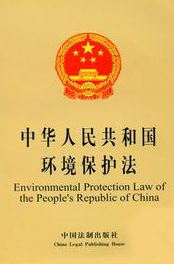 中华人民共和国
环境保护法
Environmental Protection Law of
the People's Republic of China
中国法制出版社
China Legal Publishing House